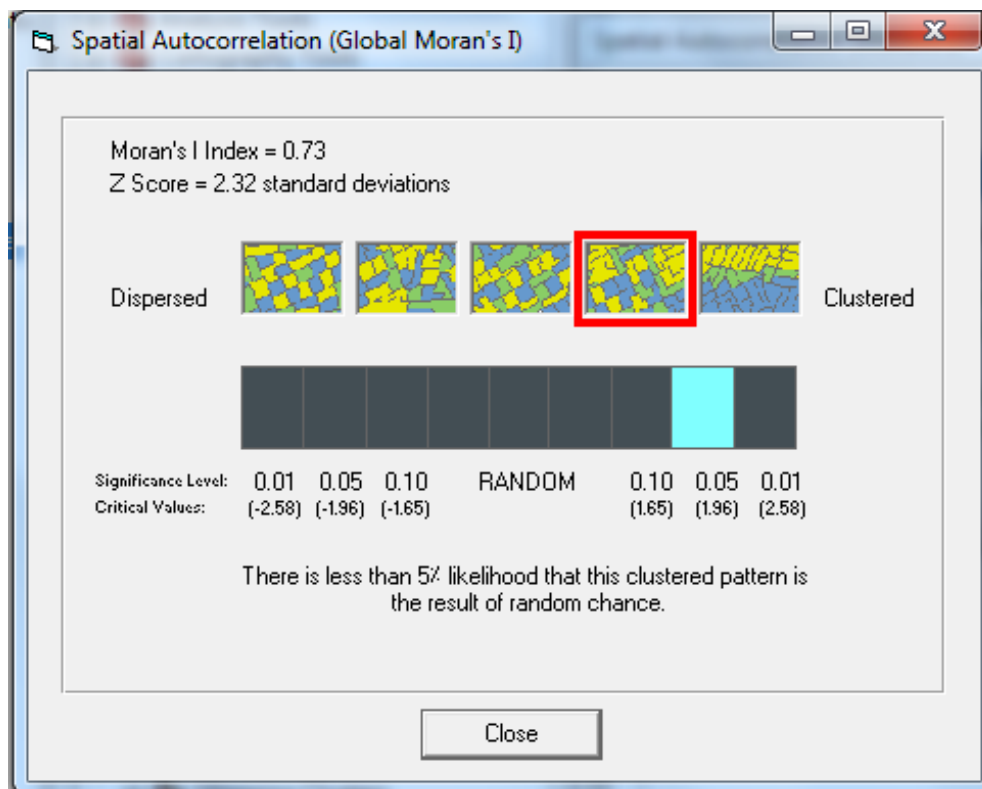 Spatial Autocorrelation (Global Moran's I)
Moran's I Index = 0.73
Z Score = 2.32 standard deviations
Dispersed
Clustered
Significance Level: 0.01 0.05 0.10 RANDOM 0.10 0.05 0.01
Critical Values: (-2.58) (-1.96) (-1.65) (1.65) (1.96) (2.58)
There is less than 5% likelihood that this clustered pattern is
the result of random chance.
Close